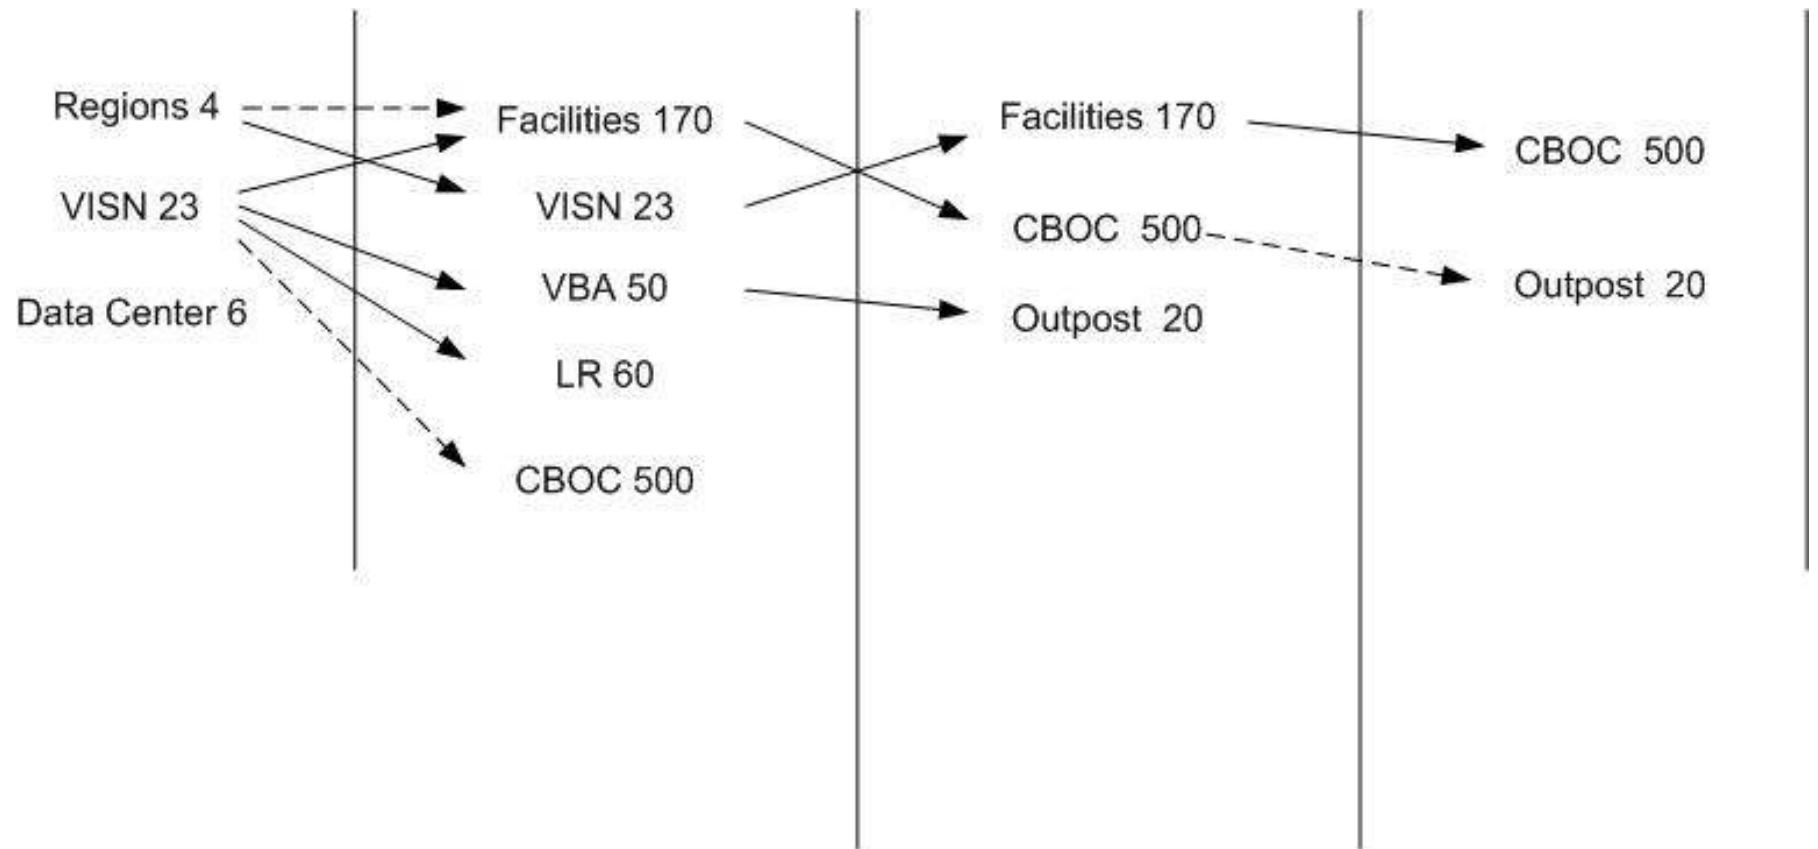 Regions 4
VISN 23
Data Center 6
Facilities 170
VISN 23
VBA 50
LR 60
CBOC 500
Facilities 170
CBOC  500
Outpost  20
CBOC  500
Outpost  20